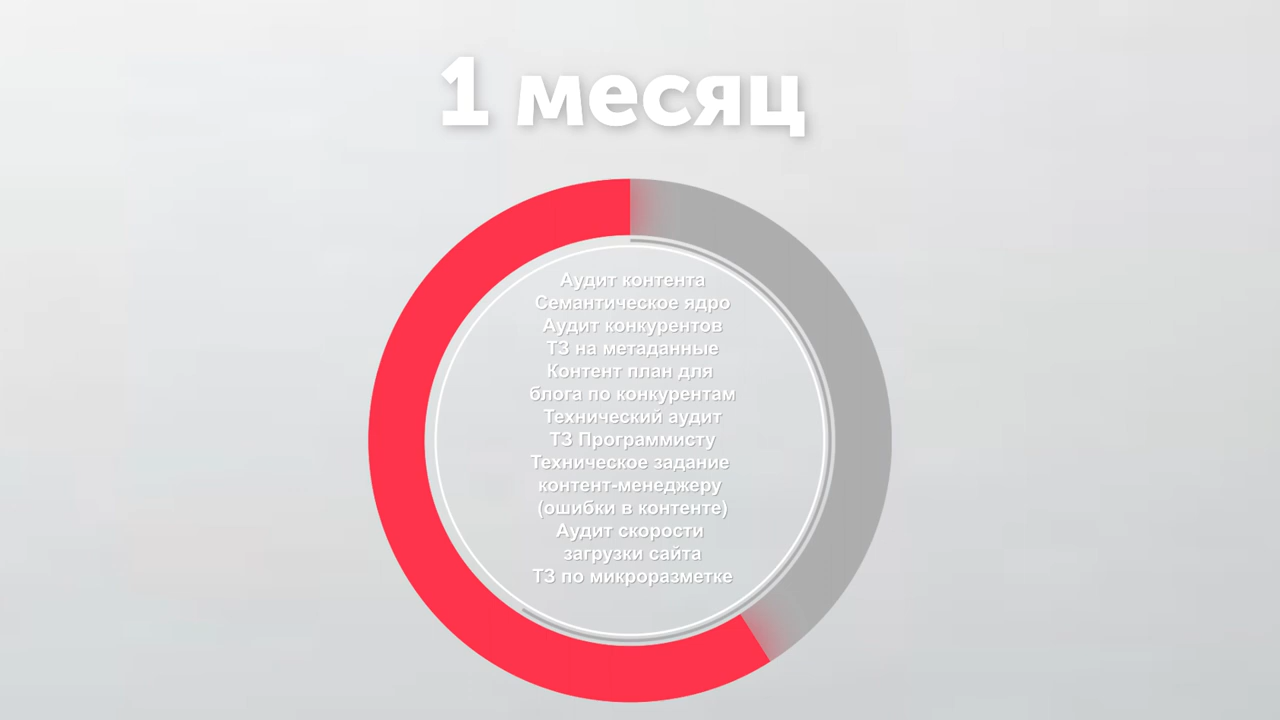 1 месяц
Аудит контента
Семантическое ядро
Аудит конкурентов
ТЗ на метаданные
Контент план для
блога по конкурентам
Технический аудит
ТЗ Программисту
Техническое задание
контент-менеджеру
(ошибки в контенте)
Аудит скорости
загрузки сайта
ТЗ по микроразметке